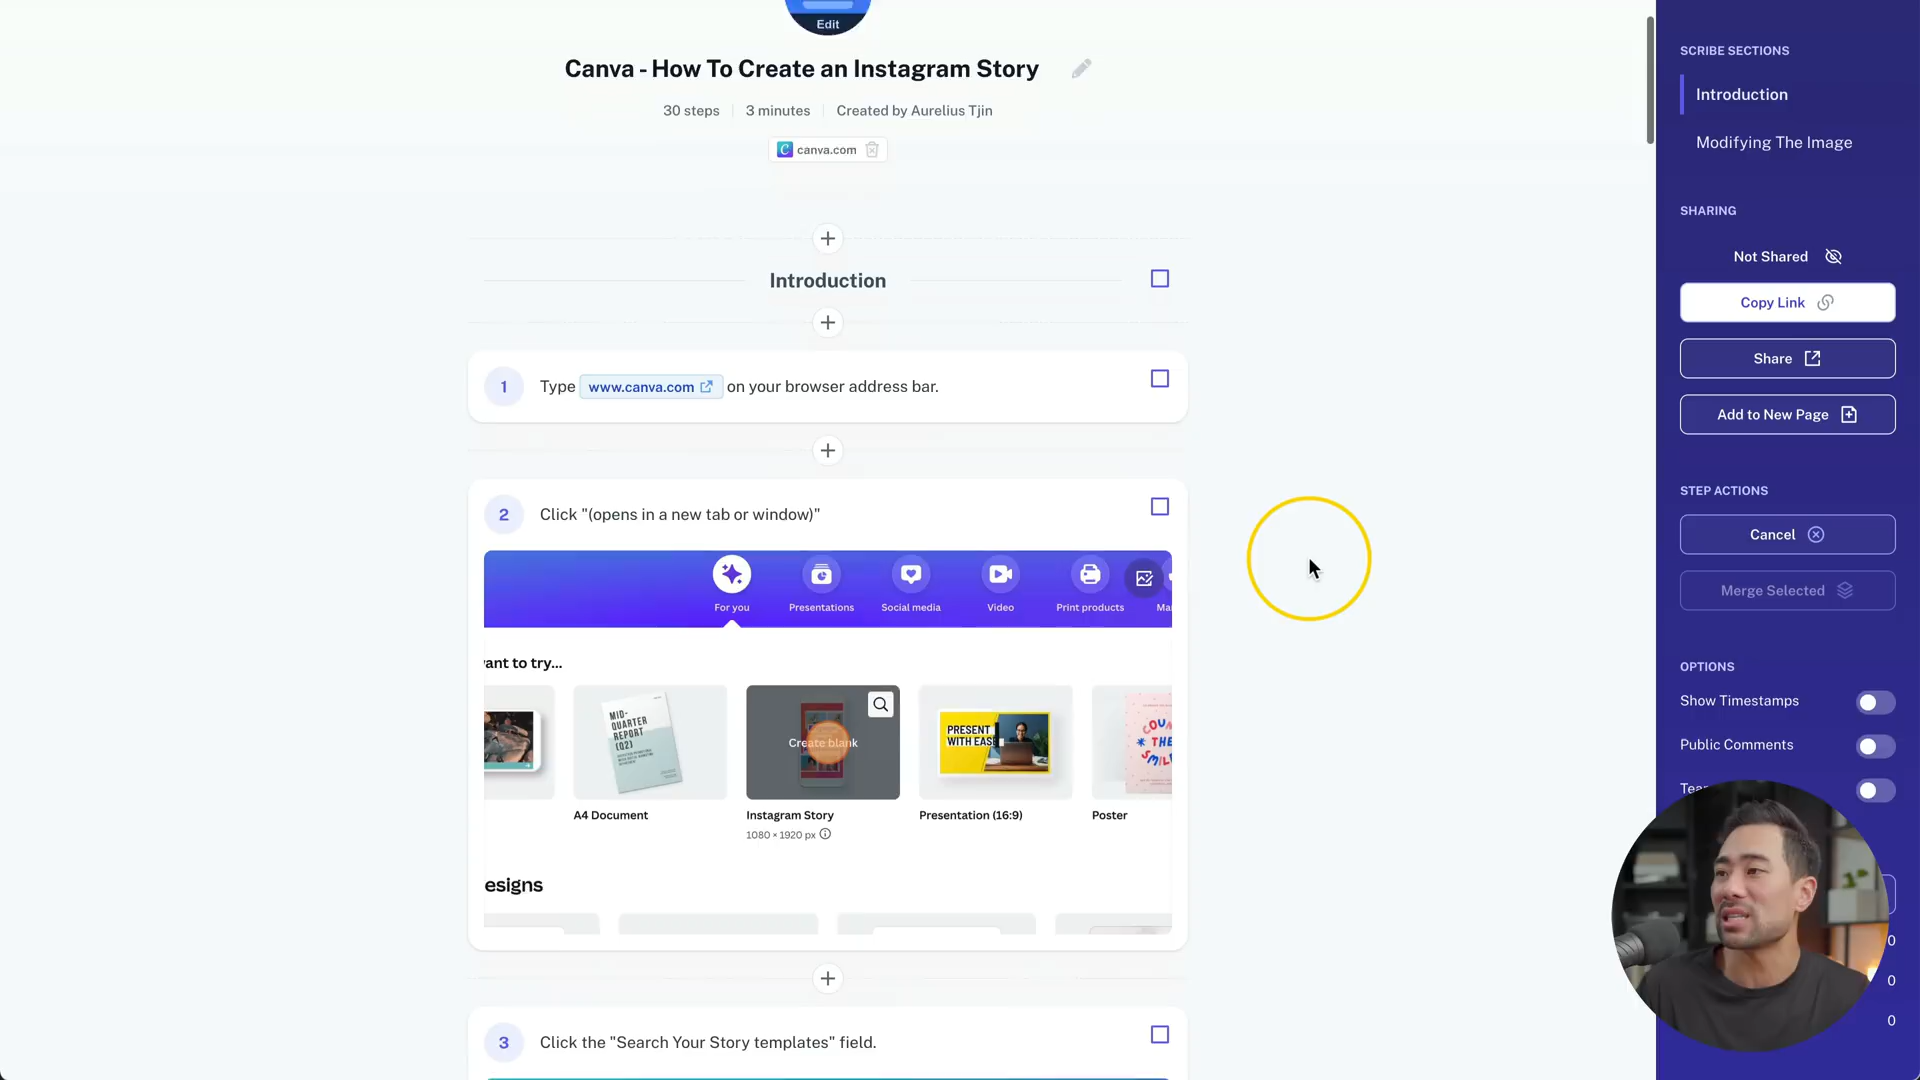 Edit
Canva - How To Create an Instagram Story
30 steps
3 minutes
Created by Aurelius Tjin
canva.com
Introduction
1
Type www.canva.com on your browser address bar.
2
Click "(opens in a new tab or window)"
For you
Presentations
Social media
Video
Print products
Mar
vant to try...
MID-
QUARTER
REPORT
(Q2)
Create blank
PRESENT
WITH EASE
A4 Document
Instagram Story
1080 × 1920 px
Presentation (16:9)
Poster
esigns
3
Click the "Search Your Story templates" field.
SCRIBE SECTIONS
Introduction
Modifying The Image
SHARING
Not Shared
Copy Link
Share
Add to New Page
STEP ACTIONS
Cancel
Merge Selected
OPTIONS
Show Timestamps
Public Comments
0
0
0